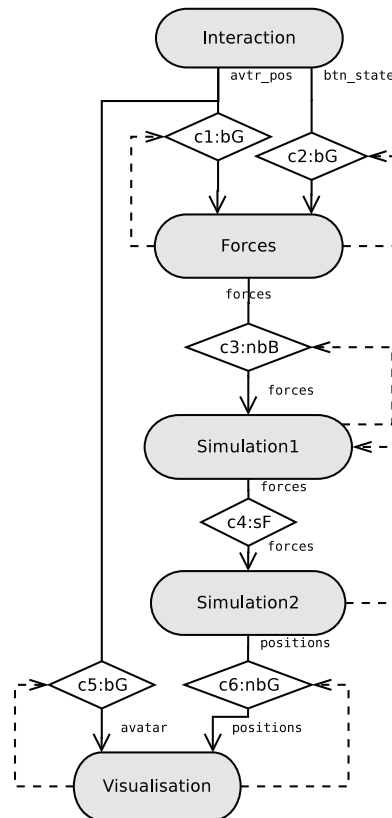 Interaction
avtr_pos
btn_state
c1:bG
c2:bG
Forces
forces
c3:nbB
forces
Simulation1
forces
c4:sF
forces
Simulation2
positions
c5:bG
c6:nbG
avatar
positions
Visualisation